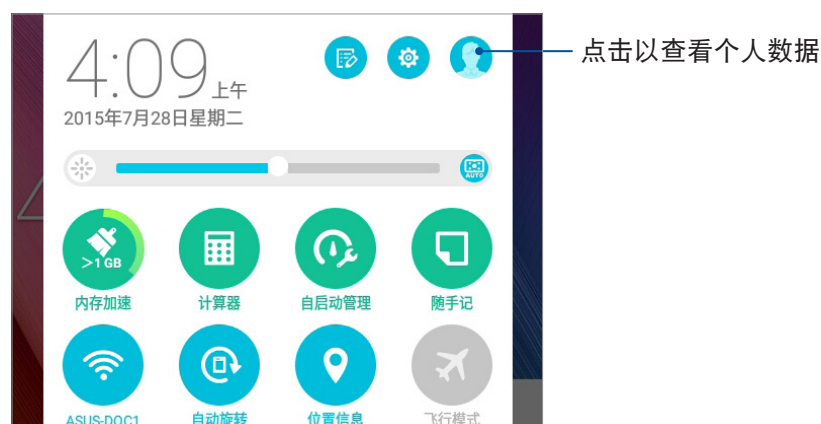 4:09上午
点击以查看个人数据
2015年7月28日星期二
AUTO
>1 GB
内存加速 计算器 自启动管理 随手记
ASUS-DOC1 自动旋转 位置信息 飞行模式